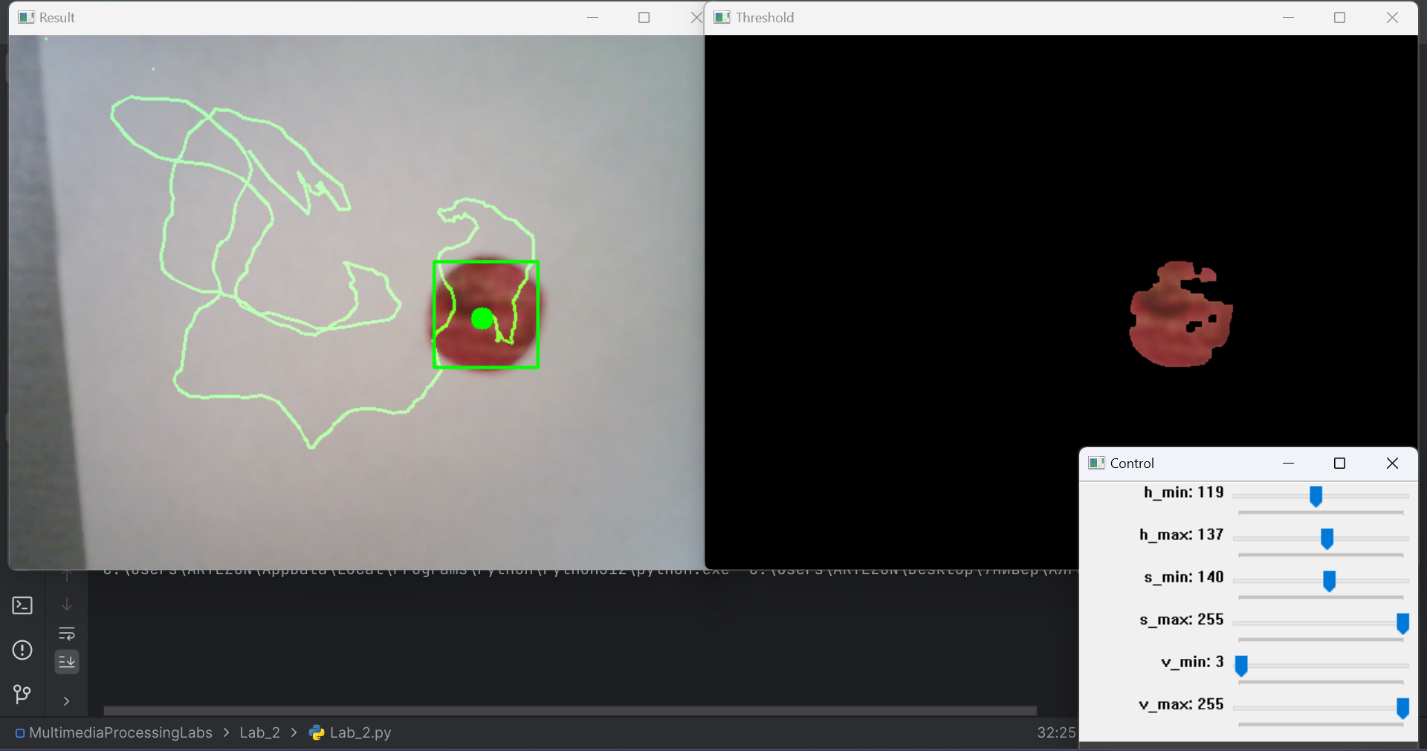 Result
Threshold
Control
h_min: 119
h_max: 137
s_min: 140
s_max: 255
v_min: 3
v_max: 255
MultimediaProcessingLabs > Lab_2 > Lab_2.py
32:25